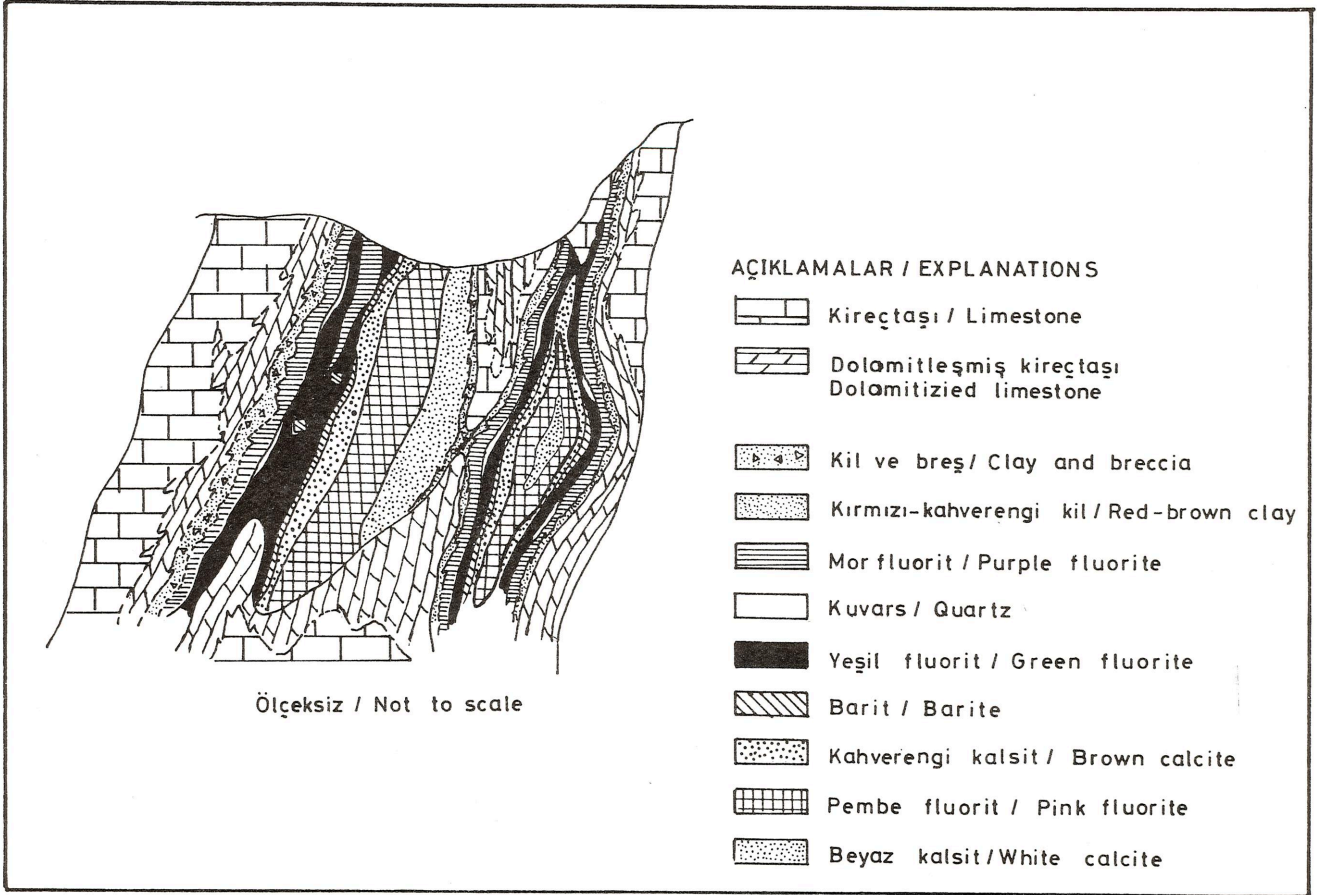 AÇIKLAMALAR / EXPLANATIONS
Kireçtaşı / Limestone
Dolamitleşmiş kireçtaşı
Dolamitizied limestone
Kil ve breş / Clay and breccia
Kırmızı-kahverengi kil / Red-brown clay
Mor fluorit / Purple fluorite
Kuvars / Quartz
Yeşil fluorit / Green fluorite
Barit / Barite
Kahverengi kalsit / Brown calcite
Pembe fluorit / Pink fluorite
Beyaz kalsit / White calcite
Ölçeksiz / Not to scale